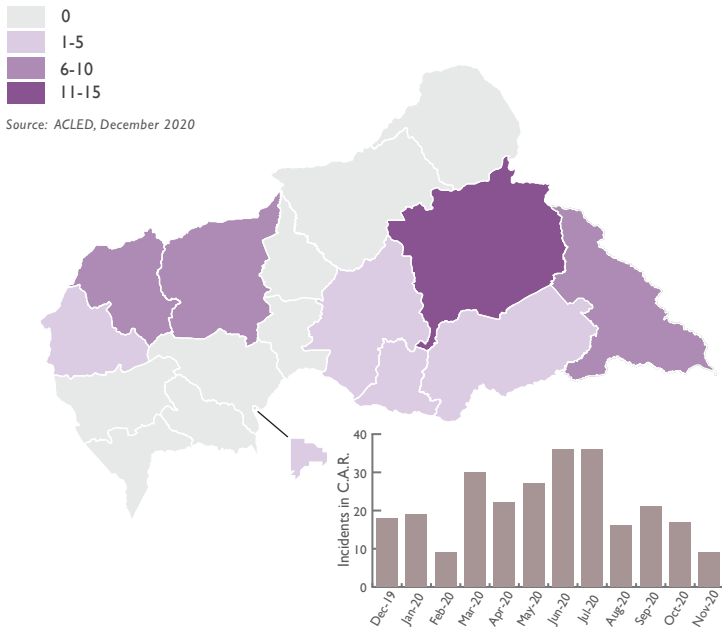 0
1-5
6-10
11-15
Source: ACLED, December 2020
Incidents in C.A.R.
40
30
20
10
0
Dec-19
Jan-20
Feb-20
Mar-20
Apr-20
May-20
Jun-20
Jul-20
Aug-20
Sep-20
Oct-20
Nov-20